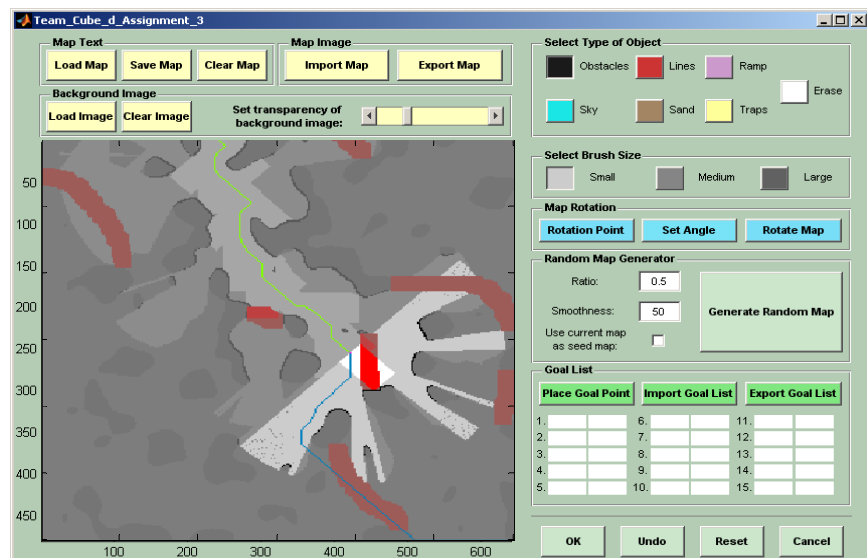 Team_Cube_d_Assignment_3
Map Text
Load Map
Save Map
Clear Map
Map Image
Import Map
Export Map
Background Image
Load Image
Clear Image
Set transparency of
background image:
50
100
150
200
250
300
350
400
450
100
200
300
400
500
600
Select Type of Object
Obstacles
Lines
Ramp
Erase
Sky
Sand
Traps
Select Brush Size
Small
Medium
Large
Map Rotation
Rotation Point
Set Angle
Rotate Map
Random Map Generator
Ratio:
0.5
Smoothness:
50
Use current map
as seed map:
Generate Random Map
Goal List
Place Goal Point
Import Goal List
Export Goal List
1.
6.
11.
2.
7.
12.
3.
8.
13.
4.
9.
14.
5.
10.
15.
OK
Undo
Reset
Cancel